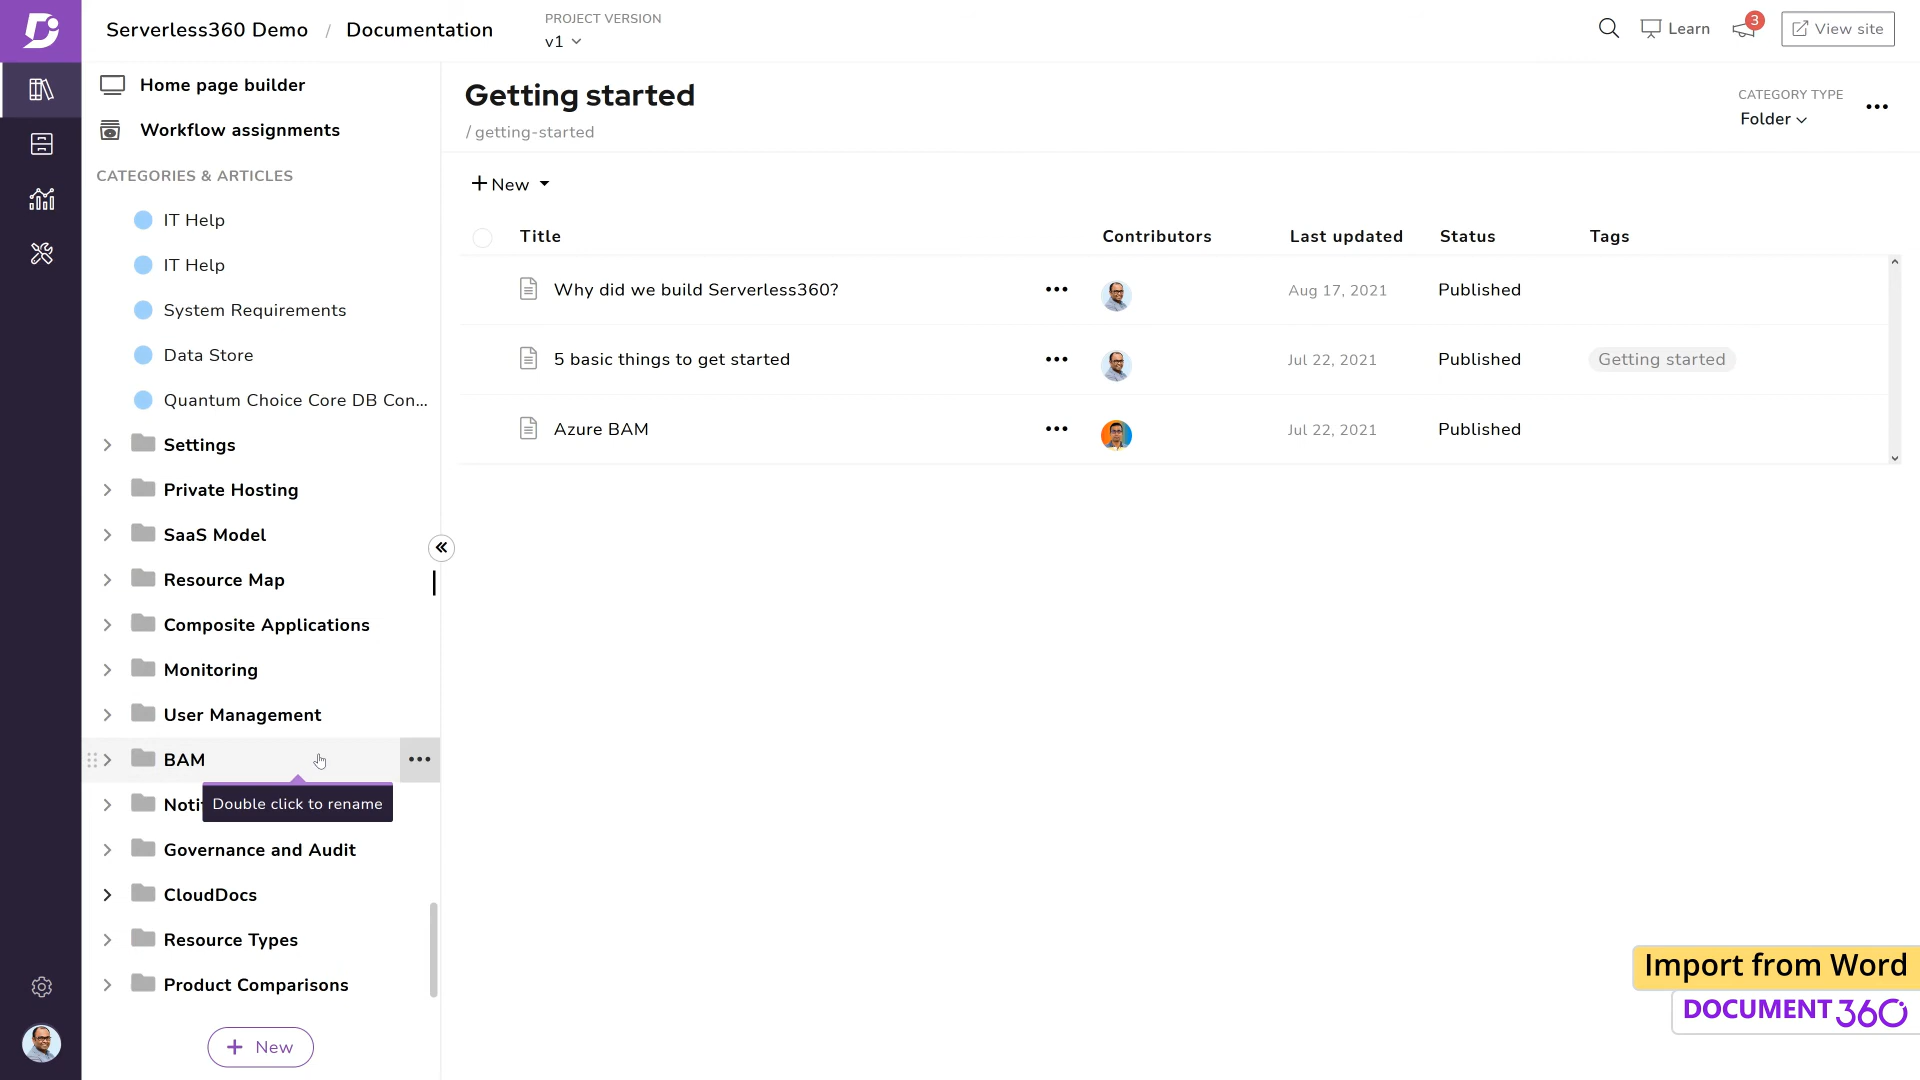 Serverless360 Demo / Documentation
PROJECT VERSION
v1
Learn
3
View site
Home page builder
Workflow assignments
CATEGORIES & ARTICLES
IT Help
IT Help
System Requirements
Data Store
Quantum Choice Core DB Con...
Settings
Private Hosting
SaaS Model
Resource Map
Composite Applications
Monitoring
User Management
BAM
Double click to rename
Governance and Audit
CloudDocs
Resource Types
Product Comparisons
+ New
Getting started
/ getting-started
CATEGORY TYPE
Folder
+ New
Title Contributors Last updated Status Tags
Why did we build Serverless360? Aug 17, 2021 Published
5 basic things to get started Jul 22, 2021 Published Getting started
Azure BAM Jul 22, 2021 Published
Import from Word
DOCUMENT360